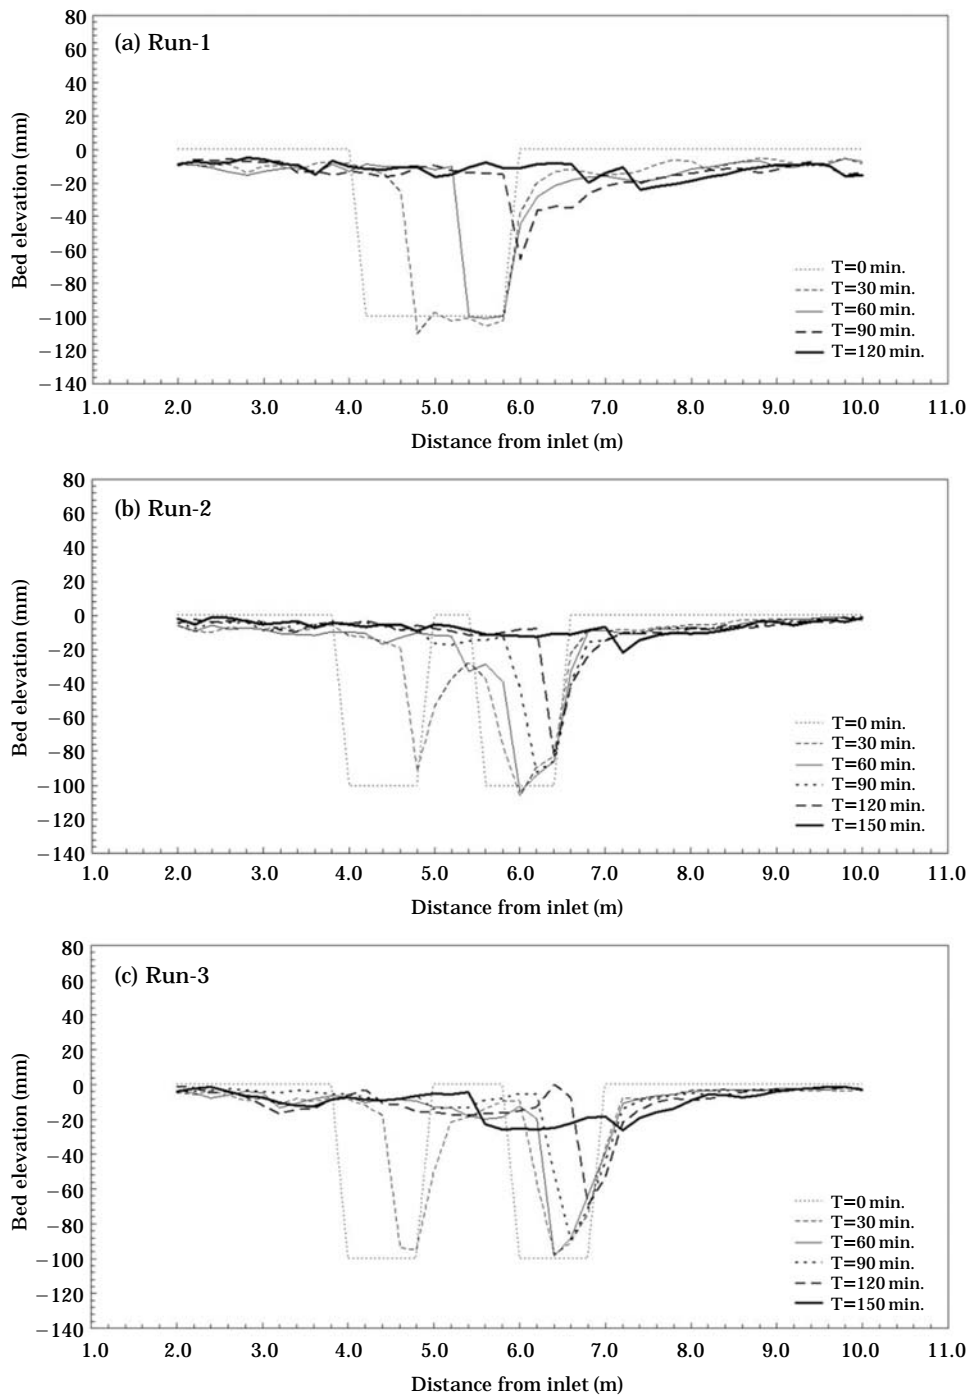 (a) Run-1
Bed elevation (mm)
80
60
40
20
0
−20
−40
−60
−80
−100
−120
−140
T=0 min.
T=30 min.
T=60 min.
T=90 min.
T=120 min.
1.0 2.0 3.0 4.0 5.0 6.0 7.0 8.0 9.0 10.0 11.0
Distance from inlet (m)
(b) Run-2
Bed elevation (mm)
80
60
40
20
0
−20
−40
−60
−80
−100
−120
−140
T=0 min.
T=30 min.
T=60 min.
T=90 min.
T=120 min.
T=150 min.
1.0 2.0 3.0 4.0 5.0 6.0 7.0 8.0 9.0 10.0 11.0
Distance from inlet (m)
(c) Run-3
Bed elevation (mm)
80
60
40
20
0
−20
−40
−60
−80
−100
−120
−140
T=0 min.
T=30 min.
T=60 min.
T=90 min.
T=120 min.
T=150 min.
1.0 2.0 3.0 4.0 5.0 6.0 7.0 8.0 9.0 10.0 11.0
Distance from inlet (m)